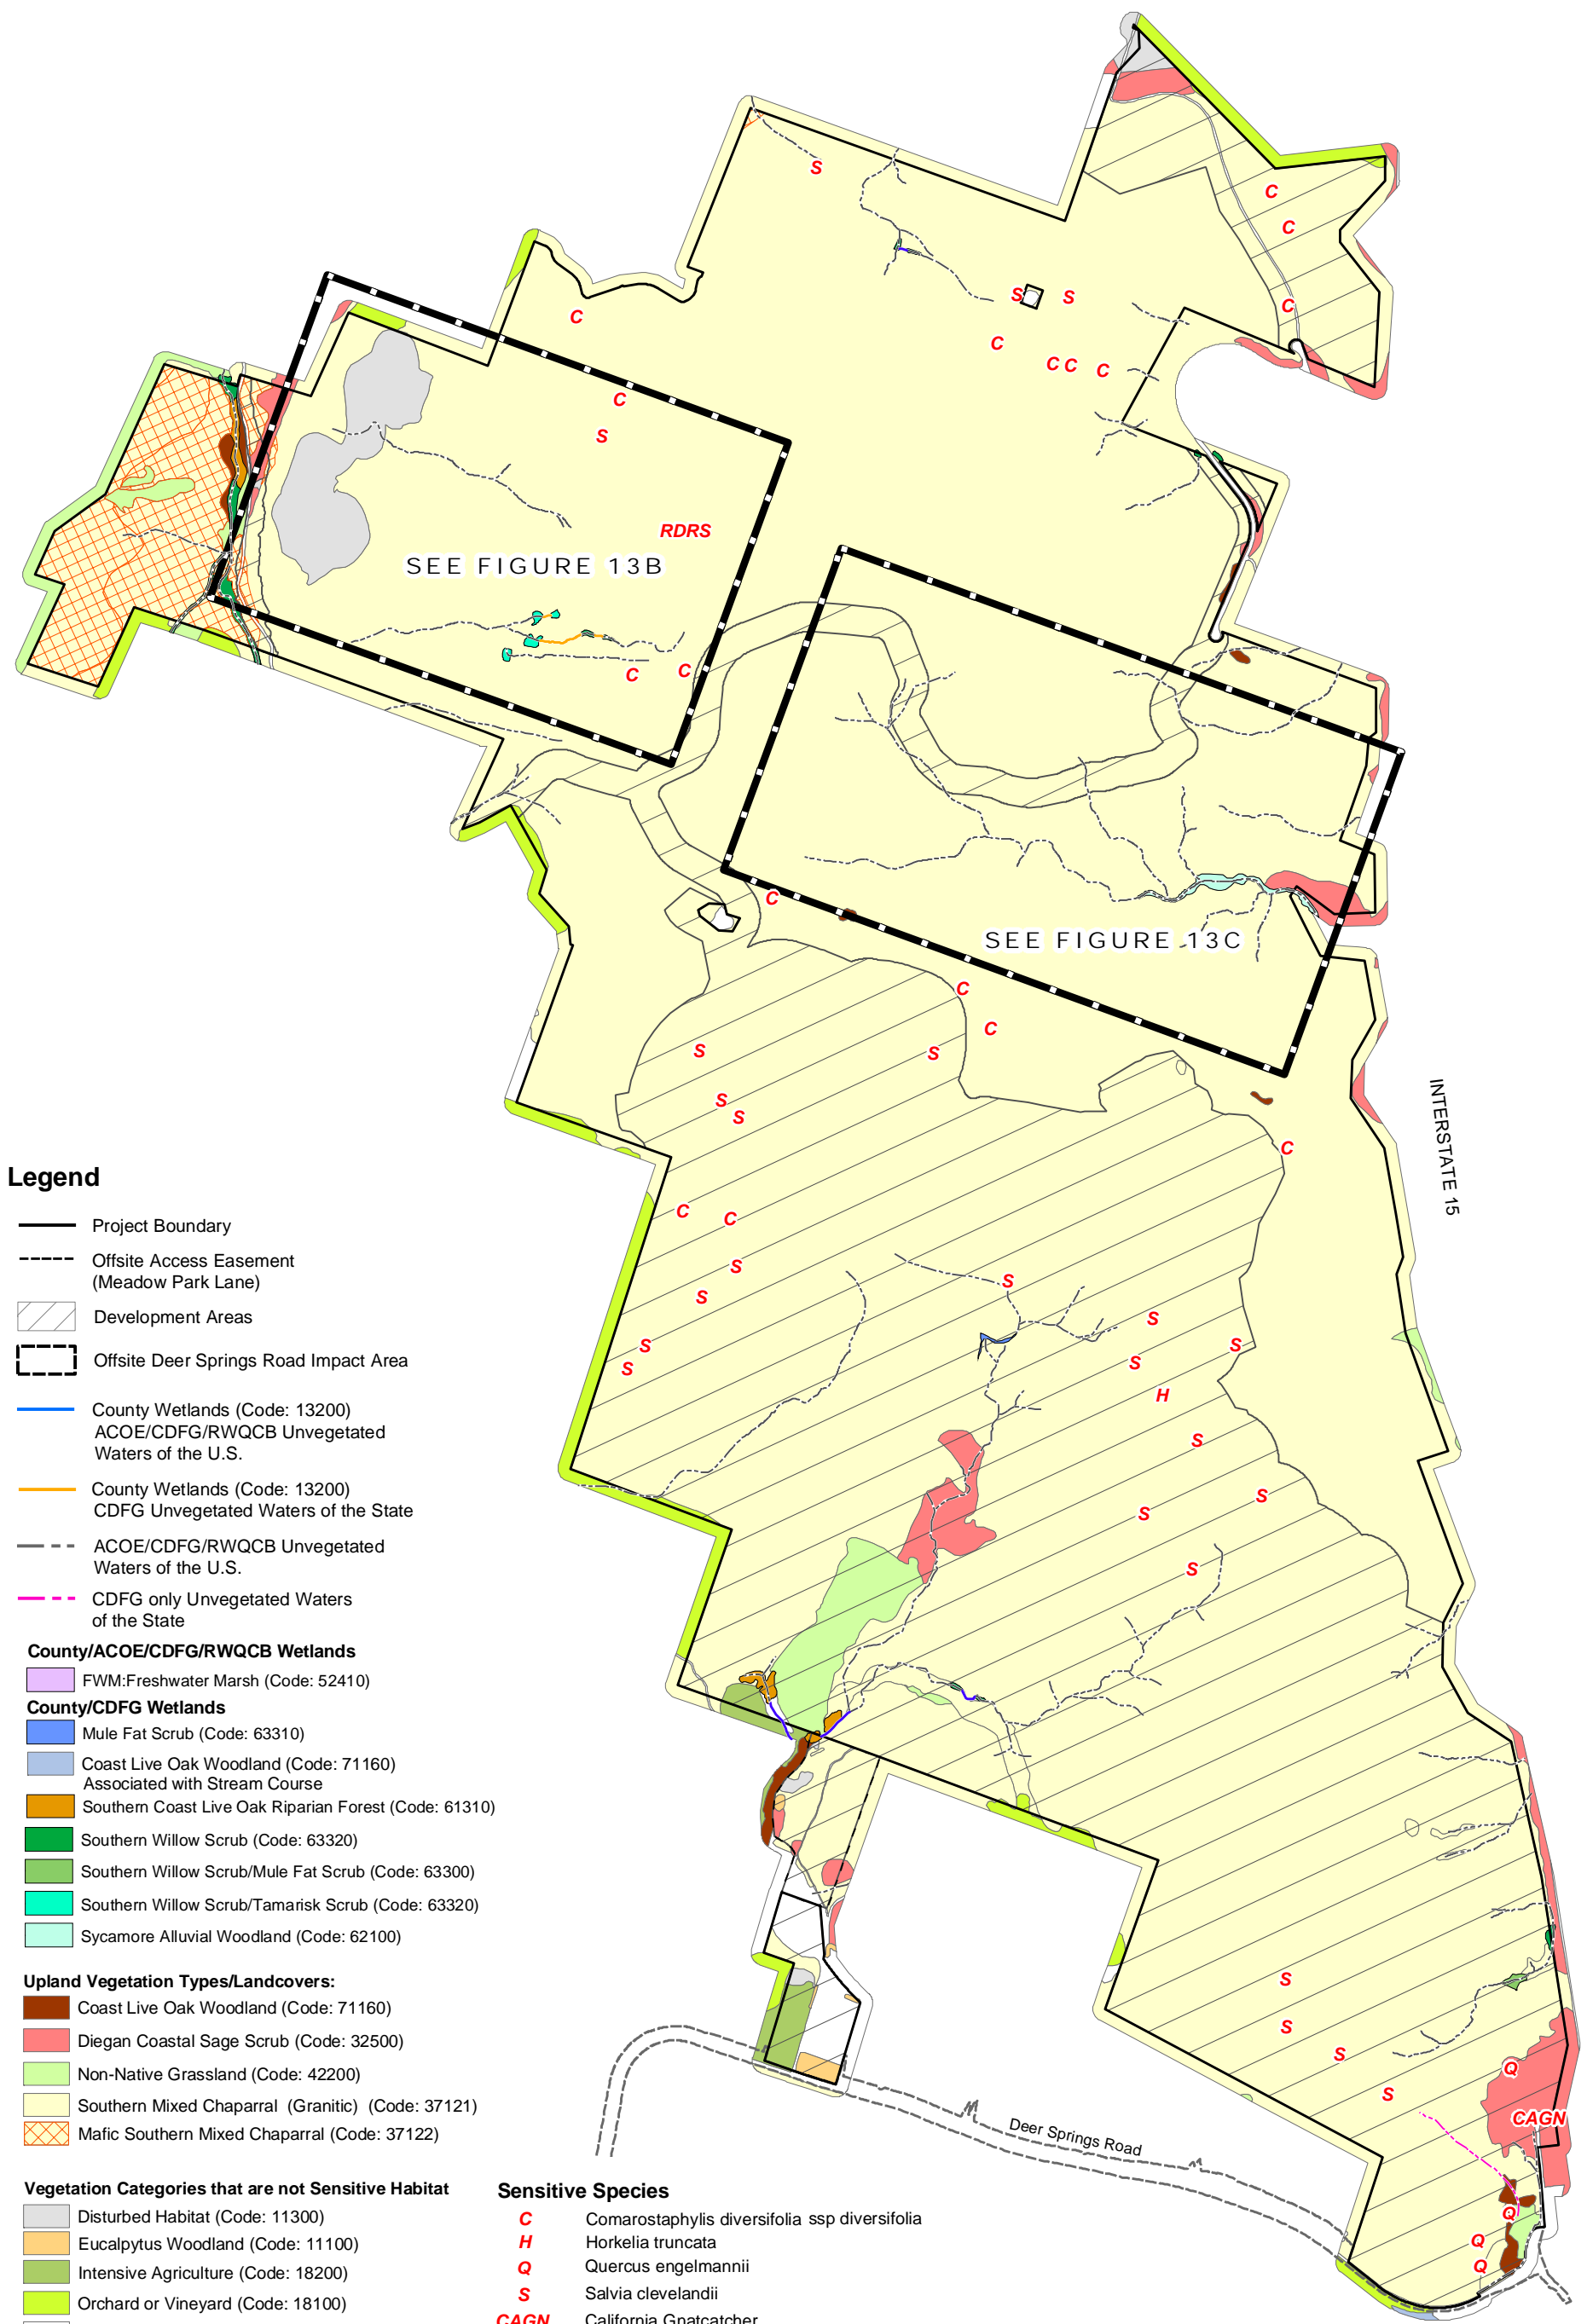 S
C
C
S
S
C
C
C
C C C
C
S
RDRS
SEE FIGURE 13B
C
C
C
SEE FIGURE 13C
C
C
S
S
S
S
C
INTERSTATE 15
C
C
S
S
S
S
S
S
S
S
H
S
S
S
S
S
S
S
S
Q
CAGN
Q
Q
Q
Deer Springs Road
Legend
Project Boundary
Offsite Access Easement
(Meadow Park Lane)
Development Areas
Offsite Deer Springs Road Impact Area
County Wetlands (Code: 13200)
ACOE/CDFG/RWQCB Unvegetated
Waters of the U.S.
County Wetlands (Code: 13200)
CDFG Unvegetated Waters of the State
ACOE/CDFG/RWQCB Unvegetated
Waters of the U.S.
CDFG only Unvegetated Waters
of the State
County/ACOE/CDFG/RWQCB Wetlands
FWM:Freshwater Marsh (Code: 52410)
County/CDFG Wetlands
Mule Fat Scrub (Code: 63310)
Coast Live Oak Woodland (Code: 71160)
Associated with Stream Course
Southern Coast Live Oak Riparian Forest (Code: 61310)
Southern Willow Scrub (Code: 63320)
Southern Willow Scrub/Mule Fat Scrub (Code: 63300)
Southern Willow Scrub/Tamarisk Scrub (Code: 63320)
Sycamore Alluvial Woodland (Code: 62100)
Upland Vegetation Types/Landcovers:
Coast Live Oak Woodland (Code: 71160)
Diegan Coastal Sage Scrub (Code: 32500)
Non-Native Grassland (Code: 42200)
Southern Mixed Chaparral (Granitic) (Code: 37121)
Mafic Southern Mixed Chaparral (Code: 37122)
Vegetation Categories that are not Sensitive Habitat
Disturbed Habitat (Code: 11300)
Eucalpytus Woodland (Code: 11100)
Intensive Agriculture (Code: 18200)
Orchard or Vineyard (Code: 18100)
Sensitive Species
C Comarostaphylis diversifolia ssp diversifolia
H Horkelia truncata
Q Quercus engelmannii
S Salvia clevelandii
CAGN California Gnatcatcher